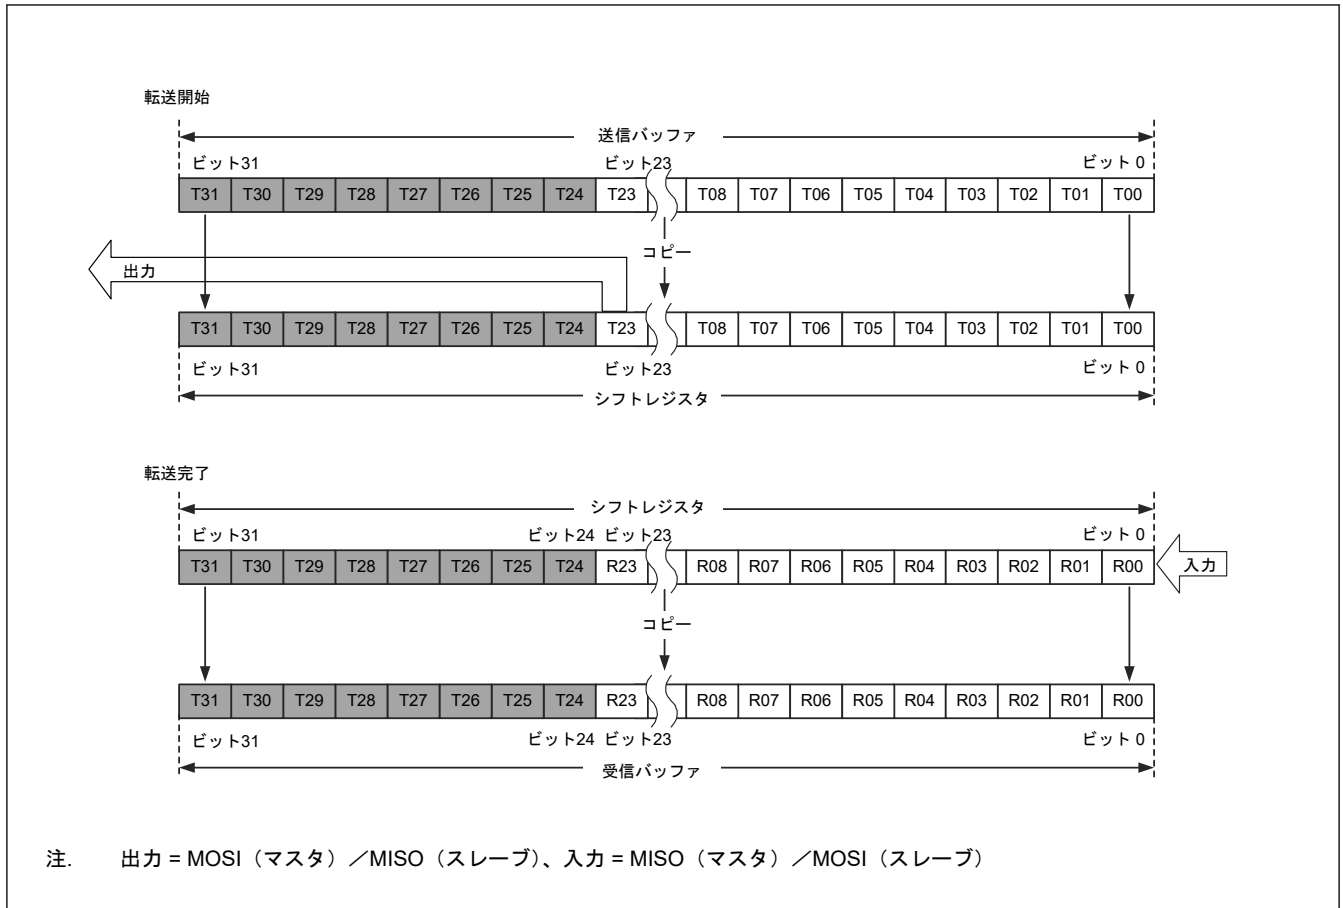 転送開始
送信バッファ
ビット31 ビット23 ビット 0
T31 T30 T29 T28 T27 T26 T25 T24 T23 T08 T07 T06 T05 T04 T03 T02 T01 T00
コピー
出力
T31 T30 T29 T28 T27 T26 T25 T24 T23 T08 T07 T06 T05 T04 T03 T02 T01 T00
ビット31 ビット23 ビット 0
シフトレジスタ
転送完了
シフトレジスタ
ビット31 ビット24 ビット23 ビット 0
T31 T30 T29 T28 T27 T26 T25 T24 R23 R08 R07 R06 R05 R04 R03 R02 R01 R00
入力
コピー
T31 T30 T29 T28 T27 T26 T25 T24 R23 R08 R07 R06 R05 R04 R03 R02 R01 R00
ビット31 ビット24 ビット23 ビット 0
受信バッファ
注. 出力 = MOSI（マスタ）／MISO（スレーブ）、入力 = MISO（マスタ）／MOSI（スレーブ）